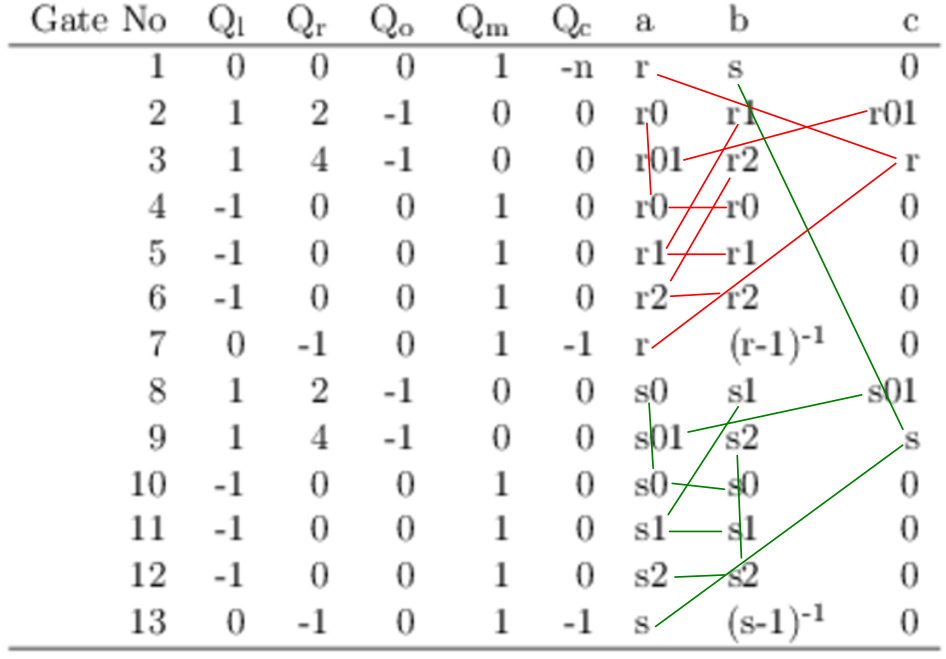 Gate No Ql Qr Qo Qm Qc a b c
1 0 0 0 1 -n r s 0
2 1 2 -1 0 0 r0 r1 r01
3 1 4 -1 0 0 r01 r2 r
4 -1 0 0 1 0 r0 r0 0
5 -1 0 0 1 0 r1 r1 0
6 -1 0 0 1 0 r2 r2 0
7 0 -1 0 1 -1 r (r-1)⁻¹ 0
8 1 2 -1 0 0 s0 s1 s01
9 1 4 -1 0 0 s01 s2 s
10 -1 0 0 1 0 s0 s0 0
11 -1 0 0 1 0 s1 s1 0
12 -1 0 0 1 0 s2 s2 0
13 0 -1 0 1 -1 s (s-1)⁻¹ 0